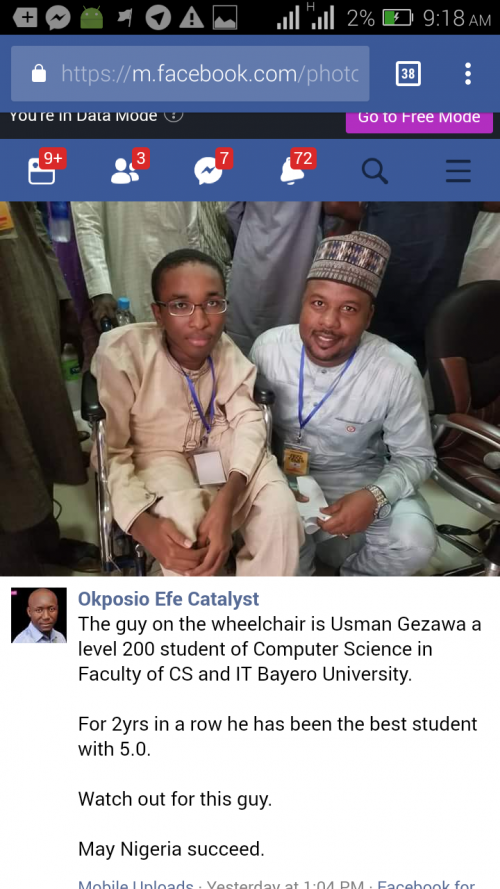 H
2%
9:18 AM
https://m.facebook.com/photo
38
You're in Data Mode ?
Go to Free Mode
9+
3
7
72
Okposio Efe Catalyst
The guy on the wheelchair is Usman Gezawa a
level 200 student of Computer Science in
Faculty of CS and IT Bayero University.
For 2yrs in a row he has been the best student
with 5.0.
Watch out for this guy.
May Nigeria succeed.
Mobile Uploads · Yesterday at 1:04 PM · Facebook for